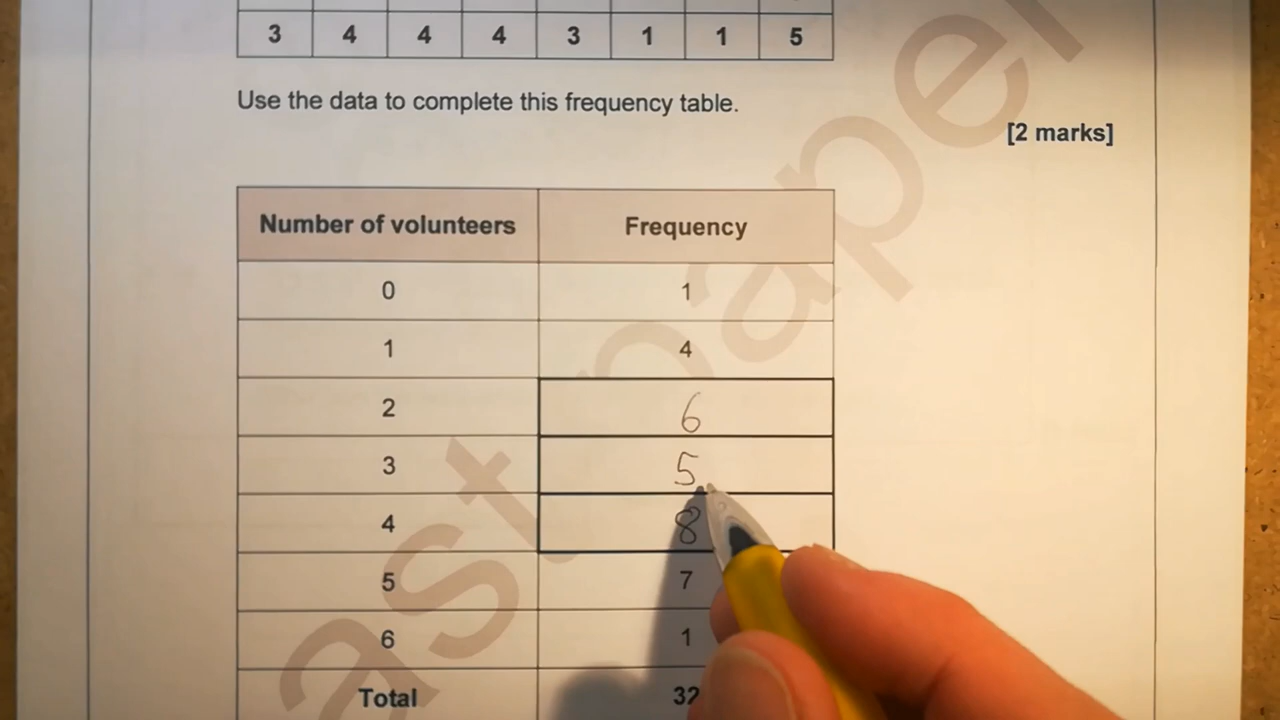 3 4 4 4 3 1 1 5
Use the data to complete this frequency table.
[2 marks]
Number of volunteers Frequency
0 1
1 4
2 6
3 5
4 8
5 7
6 1
Total 32